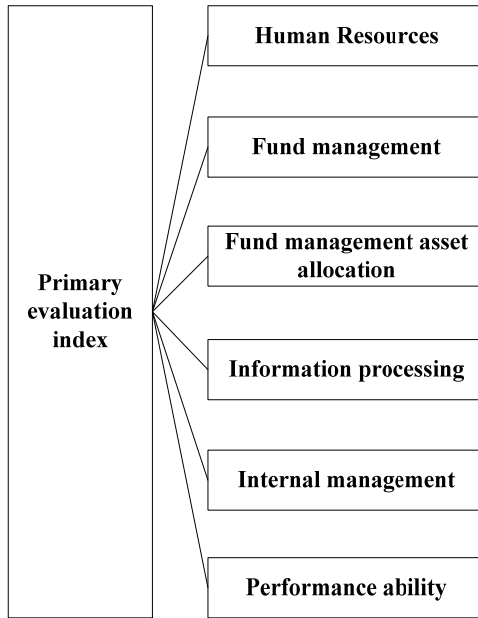 Primary
evaluation
index
Human Resources
Fund management
Fund management asset
allocation
Information processing
Internal management
Performance ability